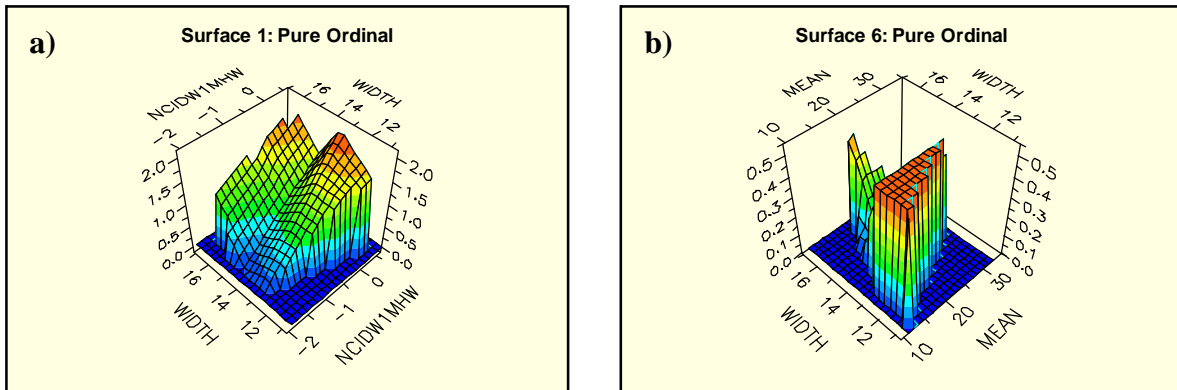 a)
Surface 1: Pure Ordinal
NCIDW1MHW
WIDTH
-2 -1 0
16 14 12
2.0 1.5 1.0 0.5 0.0
2.0 1.5 1.0 0.5 0.0
16 14 12
-2 -1 0
WIDTH
NCIDW1MHW
b)
Surface 6: Pure Ordinal
MEAN
WIDTH
10 20 30
16 14 12
0.5 0.4 0.3 0.2 0.1 0.0
0.5 0.4 0.3 0.2 0.1 0.0
16 14 12
10 20 30
WIDTH
MEAN